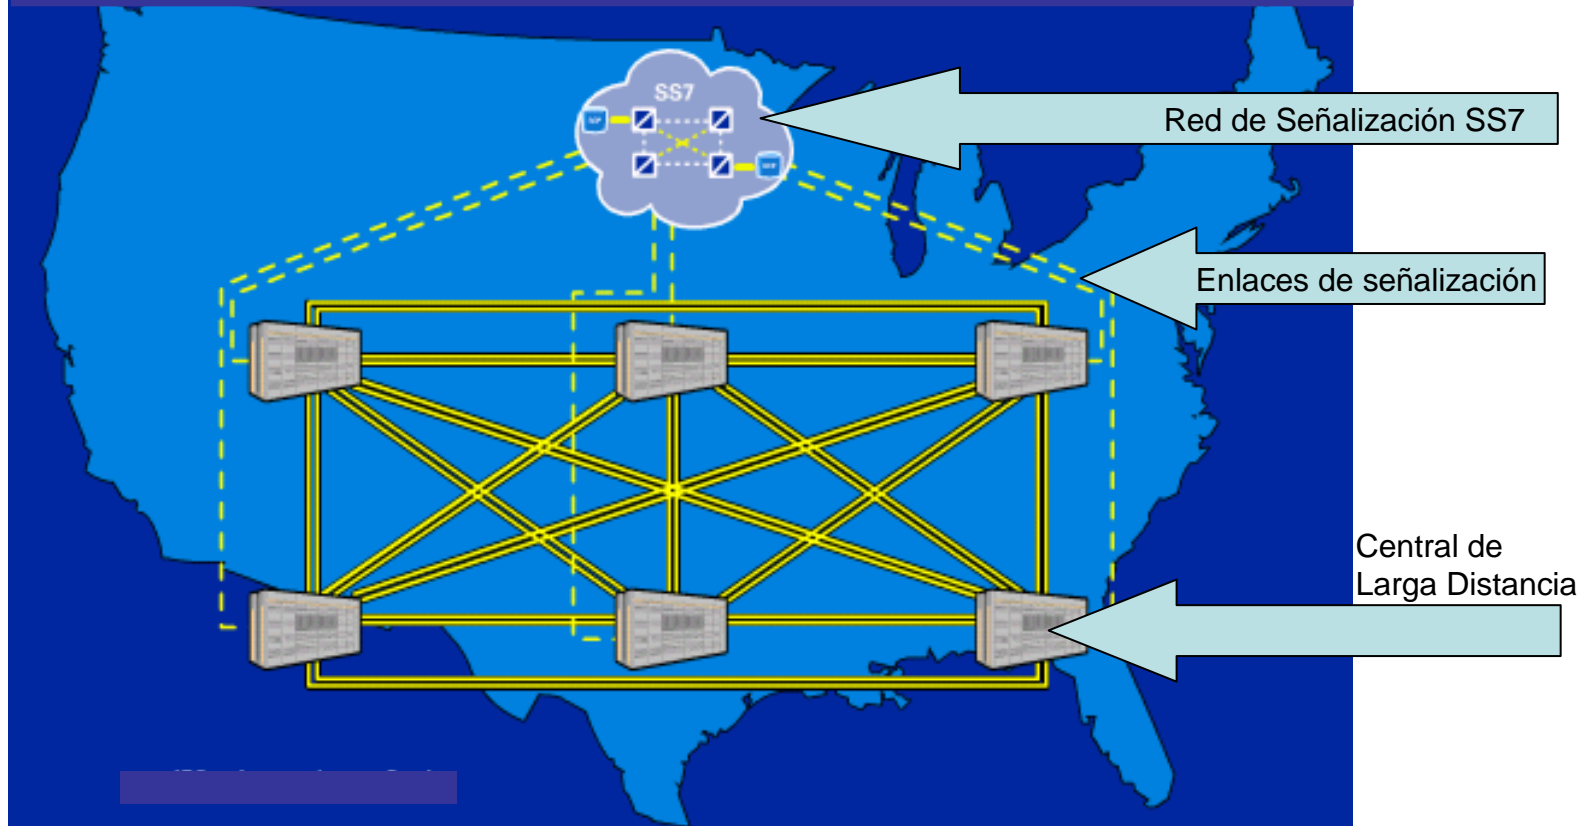 SS7
Red de Señalización SS7
Enlaces de señalización
Central de
Larga Distancia